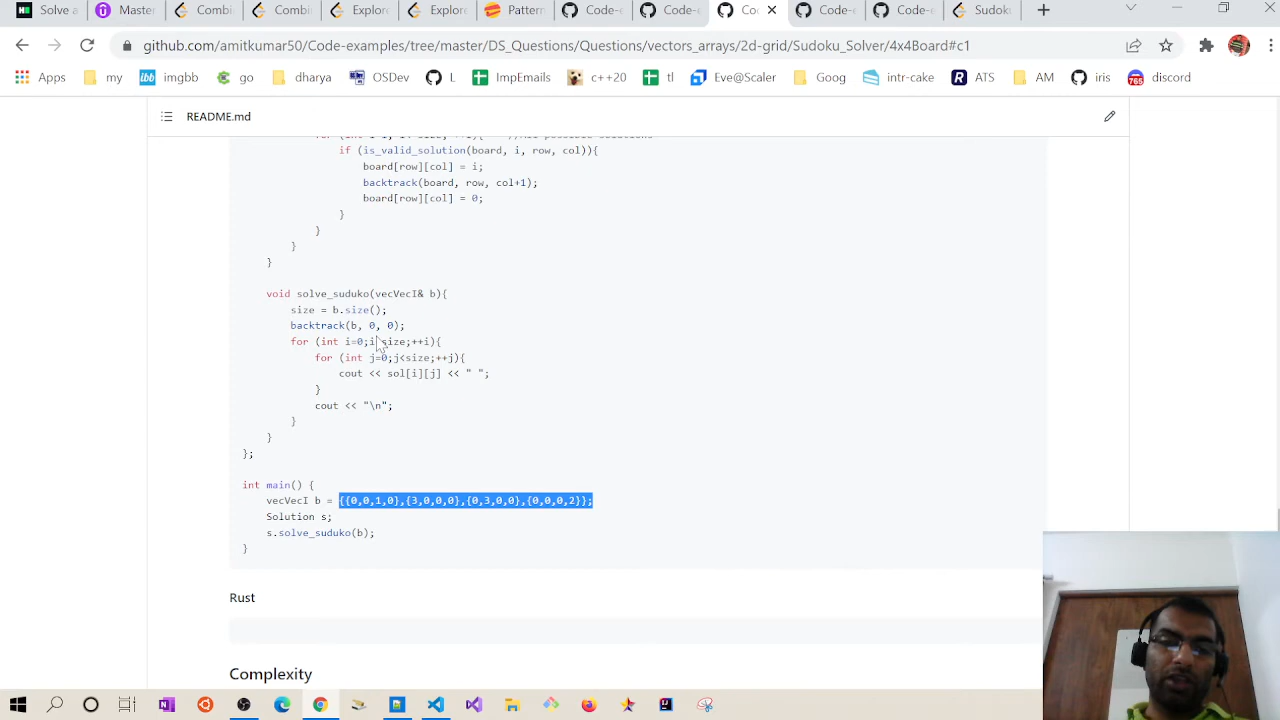 Solve a
Master
Combi
Combi
Explore
Explore
Pattern
Code-e
Code-e
Co
Code-
Code-
Sudok
github.com/amitkumar50/Code-examples/tree/master/DS_Questions/Questions/vectors_arrays/2d-grid/Sudoku_Solver/4x4Board#c1
Apps my imgbb go dharya OSDev L ImpEmails c++20 tl Eve@Scaler Goog intr-cake ATS AM iris discord
README.md
if (is_valid_solution(board, i, row, col)){
board[row][col] = i;
backtrack(board, row, col+1);
board[row][col] = 0;
}
}
}
}
void solve_suduko(vecVecI& b){
size = b.size();
backtrack(b, 0, 0);
for (int i=0;i<size;++i){
for (int j=0;j<size;++j){
cout << sol[i][j] << " ";
}
cout << "\n";
}
}
};
int main() {
vecVecI b = {{0,0,1,0},{3,0,0,0},{0,3,0,0},{0,0,0,2}};
Solution s;
s.solve_suduko(b);
}
Rust
Complexity